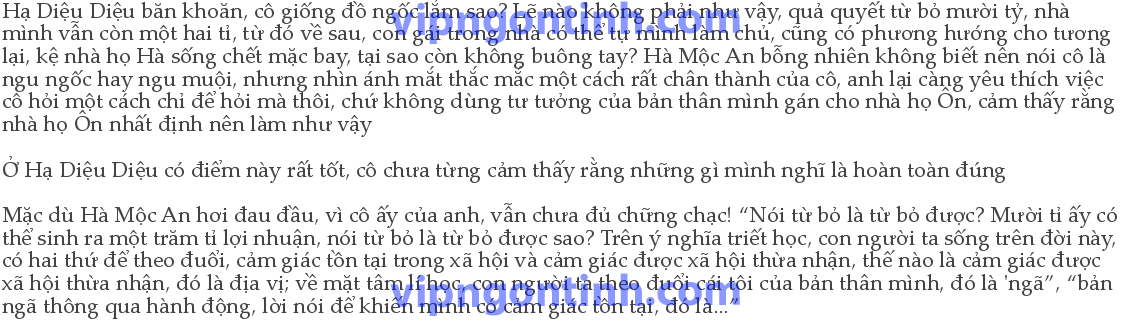 Hạ Diệu Diệu băn khoăn, cô giống đồ ngốc lắm sao? Lẽ nào không phải như vậy, quả quyết từ bỏ mười tỷ, nhà
mình vẫn còn một hai ti, từ đó về sau, con gái trong nhà có thể tự mình làm chủ, cũng có phương hướng cho tương
lại, kệ nhà họ Hà sống chết mặc bay, tại sao còn không buông tay? Hà Mộc An bỗng nhiên không biết nên nói cô là
ngu ngốc hay ngu muội, nhưng nhìn ánh mắt thắc mắc một cách rất chân thành của cô, anh lại càng yêu thích việc
cô hỏi một cách chỉ để hỏi mà thôi, chứ không dùng tư tưởng của bản thân mình gán cho nhà họ Ôn, cảm thấy rằng
nhà họ Ôn nhất định nên làm như vậy
Ở Hạ Diệu Diệu có điểm này rất tốt, cô chưa từng cảm thấy rằng những gì mình nghĩ là hoàn toàn đúng
Mặc dù Hà Mộc An hơi đau đầu, vì cô ấy của anh, vẫn chưa đủ chững chạc! “Nói từ bỏ là từ bỏ được? Mười tỉ ấy có
thể sinh ra một trăm tỉ lợi nhuận, nói từ bỏ là từ bỏ được sao? Trên ý nghĩa triết học, con người ta sống trên đời này,
có hai thứ để theo đuổi, cảm giác tồn tại trong xã hội và cảm giác được xã hội thừa nhận, thế nào là cảm giác được
xã hội thừa nhận, đó là địa vị; về mặt tâm lí học, con người ta theo đuổi cái tôi của bản thân mình, đó là 'ngã”, “bản
ngã thông qua hành động, lời nói để khiến mình có cảm giác tồn tại, đó là...”
vipngontinh.com
vipngontinh.com